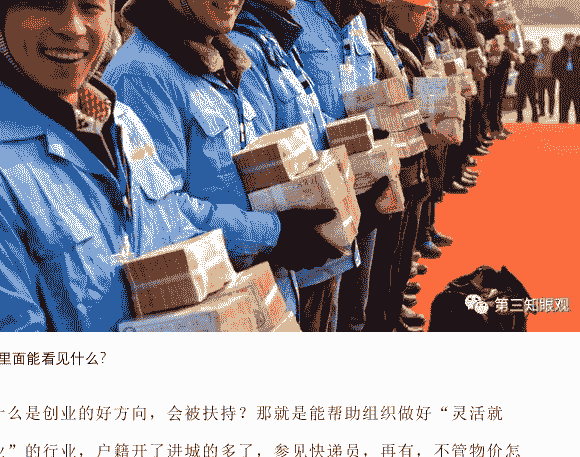 第三知眼观
里面能看见什么？
什么是创业的好方向，会被扶持？那就是能帮助组织做好“灵活就
业”的行业，户籍开了进城的多了，参见快递员，再有，不管物价怎